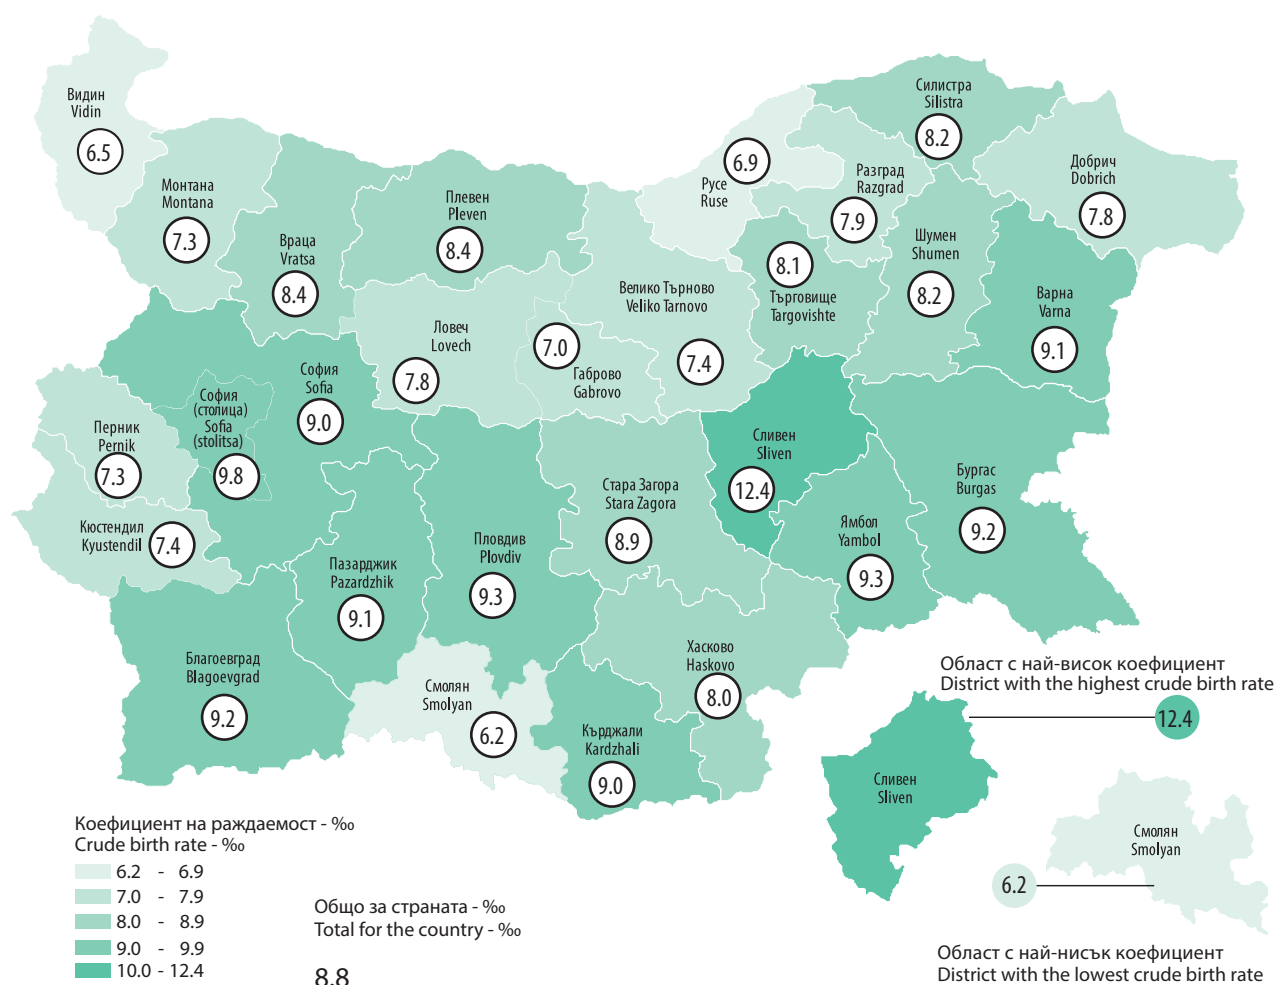 Видин
Vidin
6.5
Монтана
Montana
7.3
Враца
Vratsa
8.4
Плевен
Pleven
8.4
Русе
Ruse
6.9
Силистра
Silistra
8.2
Разград
Razgrad
7.9
Добрич
Dobrich
7.8
Шумен
Shumen
8.2
Търговище
Targovishte
8.1
Варна
Varna
9.1
Велико Търново
Veliko Tarnovo
7.4
Ловеч
Lovech
7.8
Габрово
Gabrovo
7.0
София
Sofia
9.0
София
(столица)
Sofia
(stolitsa)
9.8
Перник
Pernik
7.3
Кюстендил
Kyustendil
7.4
Благоевград
Blagoevgrad
9.2
Пазарджик
Pazardzhik
9.1
Пловдив
Plovdiv
9.3
Стара Загора
Stara Zagora
8.9
Сливен
Sliven
12.4
Ямбол
Yambol
9.3
Бургас
Burgas
9.2
Хасково
Haskovo
8.0
Смолян
Smolyan
6.2
Кърджали
Kardzhali
9.0
Област с най-висок коефициент
District with the highest crude birth rate
12.4
Сливен
Sliven
Смолян
Smolyan
6.2
Област с най-нисък коефициент
District with the lowest crude birth rate
Коефициент на раждаемост - ‰
Crude birth rate - ‰
6.2 - 6.9
7.0 - 7.9
8.0 - 8.9
9.0 - 9.9
10.0 - 12.4
Общо за страната - ‰
Total for the country - ‰
8.8